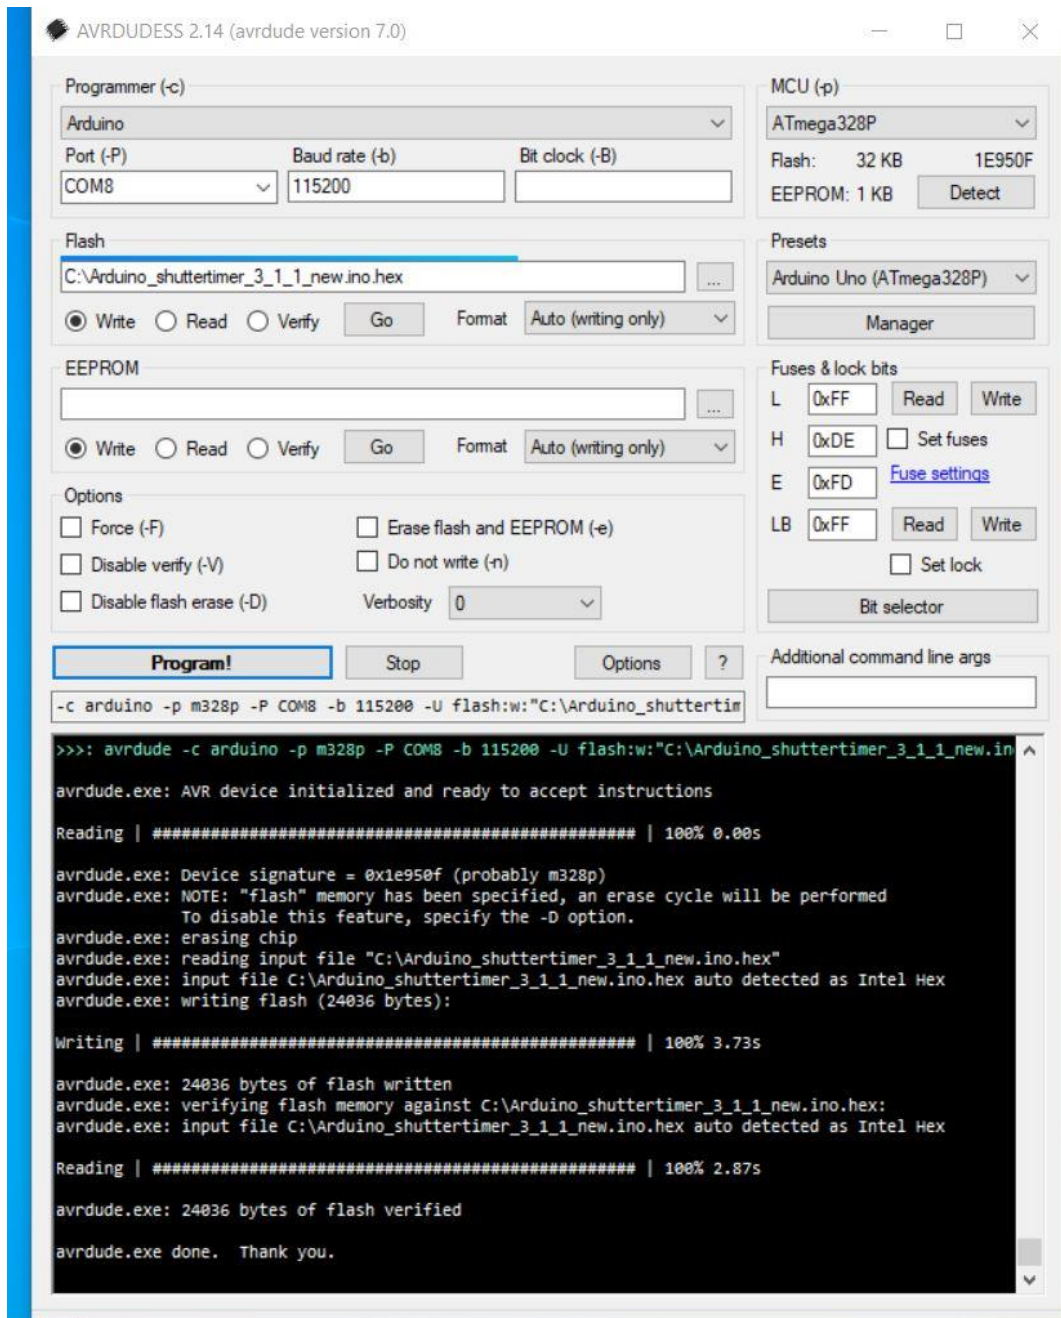 AVRDUDESS 2.14 (avrdude version 7.0)
Programmer (-c)
Arduino
Port (-P) Baud rate (-b) Bit clock (-B)
COM8 115200
MCU (-p)
ATmega328P
Flash: 32 KB 1E950F
EEPROM: 1 KB Detect
Flash
C:\Arduino_shuttertimer_3_1_1_new.ino.hex ...
Write Read Verify Go Format Auto (writing only)
Presets
Arduino Uno (ATmega328P)
Manager
EEPROM
...
Write Read Verify Go Format Auto (writing only)
Fuses & lock bits
L 0xFF Read Write
H 0xDE Set fuses
E 0xFD Fuse settings
LB 0xFF Read Write
Set lock
Bit selector
Options
Force (-F) Erase flash and EEPROM (-e)
Disable verify (-V) Do not write (-n)
Disable flash erase (-D) Verbosity 0
Program! Stop Options ?
Additional command line args
-c arduino -p m328p -P COM8 -b 115200 -U flash:w:"C:\Arduino_shuttertim
>>>: avrdude -c arduino -p m328p -P COM8 -b 115200 -U flash:w:"C:\Arduino_shuttertimer_3_1_1_new.in
avrdude.exe: AVR device initialized and ready to accept instructions
Reading | ################################################## | 100% 0.00s
avrdude.exe: Device signature = 0x1e950f (probably m328p)
avrdude.exe: NOTE: "flash" memory has been specified, an erase cycle will be performed
To disable this feature, specify the -D option.
avrdude.exe: erasing chip
avrdude.exe: reading input file "C:\Arduino_shuttertimer_3_1_1_new.ino.hex"
avrdude.exe: input file C:\Arduino_shuttertimer_3_1_1_new.ino.hex auto detected as Intel Hex
avrdude.exe: writing flash (24036 bytes):
Writing | ################################################## | 100% 3.73s
avrdude.exe: 24036 bytes of flash written
avrdude.exe: verifying flash memory against C:\Arduino_shuttertimer_3_1_1_new.ino.hex:
avrdude.exe: input file C:\Arduino_shuttertimer_3_1_1_new.ino.hex auto detected as Intel Hex
Reading | ################################################## | 100% 2.87s
avrdude.exe: 24036 bytes of flash verified
avrdude.exe done.  Thank you.